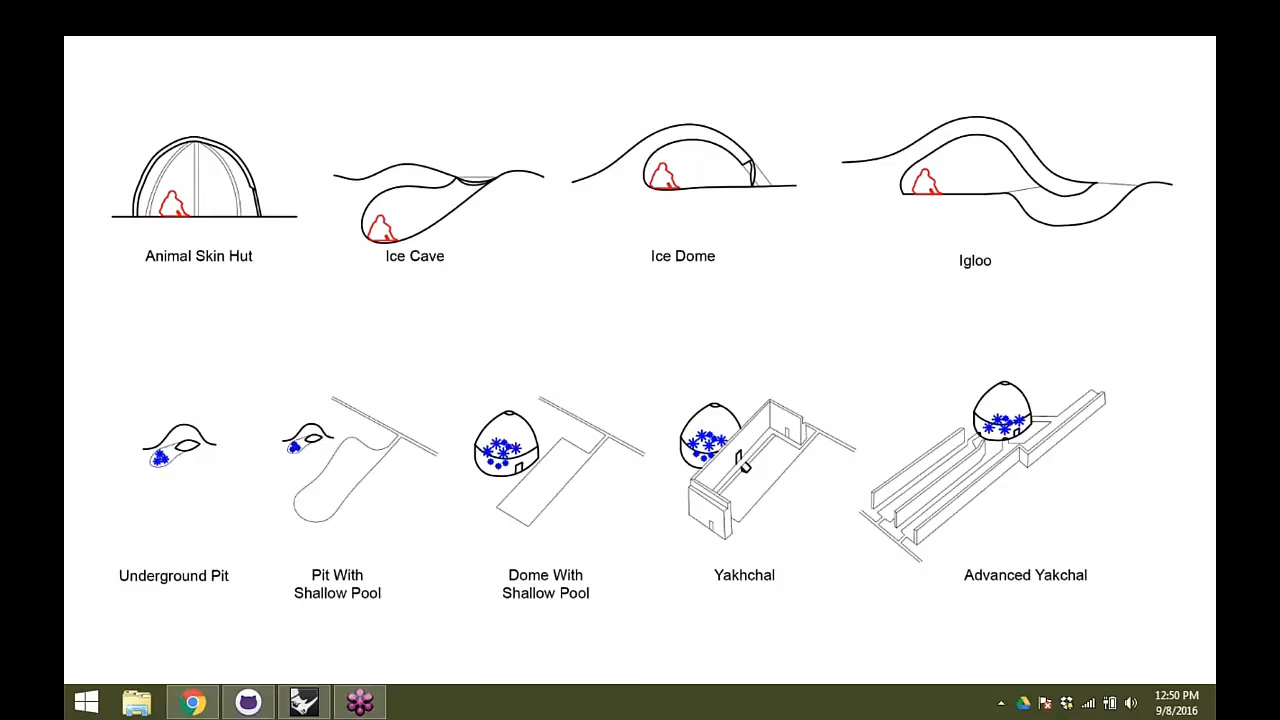 Animal Skin Hut
Ice Cave
Ice Dome
Igloo
Underground Pit
Pit With
Shallow Pool
Dome With
Shallow Pool
Yakhchal
Advanced Yakchal
12:50 PM
9/8/2016